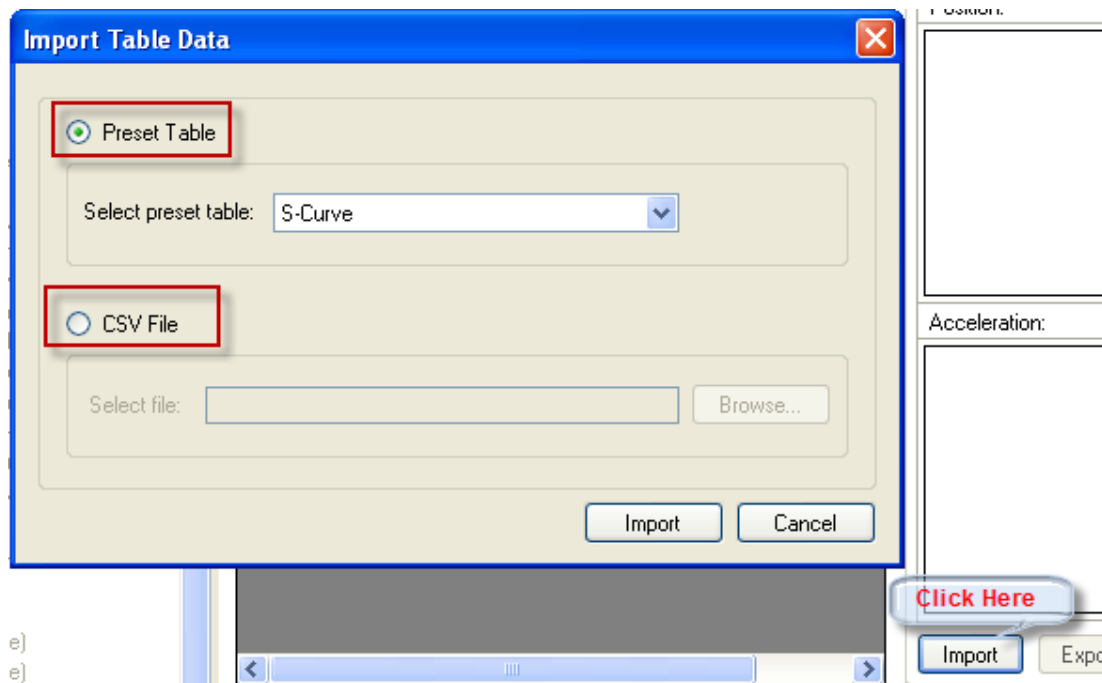 Import Table Data
Preset Table
Select preset table: S-Curve
CSV File
Select file: Browse...
Import Cancel
Position:
Acceleration:
Click Here
Import
e)
e)